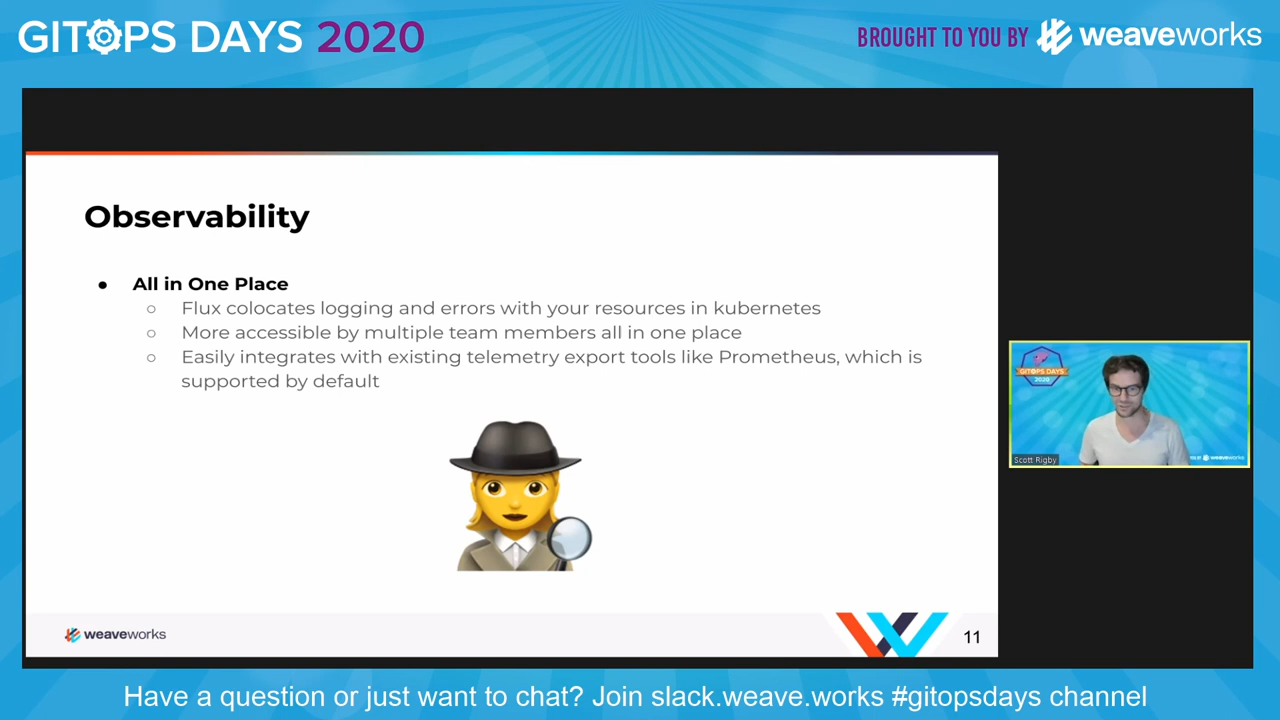 GITOPS DAYS 2020
BROUGHT TO YOU BY weaveworks
Observability
● All in One Place
○ Flux colocates logging and errors with your resources in kubernetes
○ More accessible by multiple team members all in one place
○ Easily integrates with existing telemetry export tools like Prometheus, which is
supported by default
GITOPS DAYS
2020
Scott Rigby
YOU BY weaveworks
weaveworks
11
Have a question or just want to chat? Join slack.weave.works #gitopsdays channel